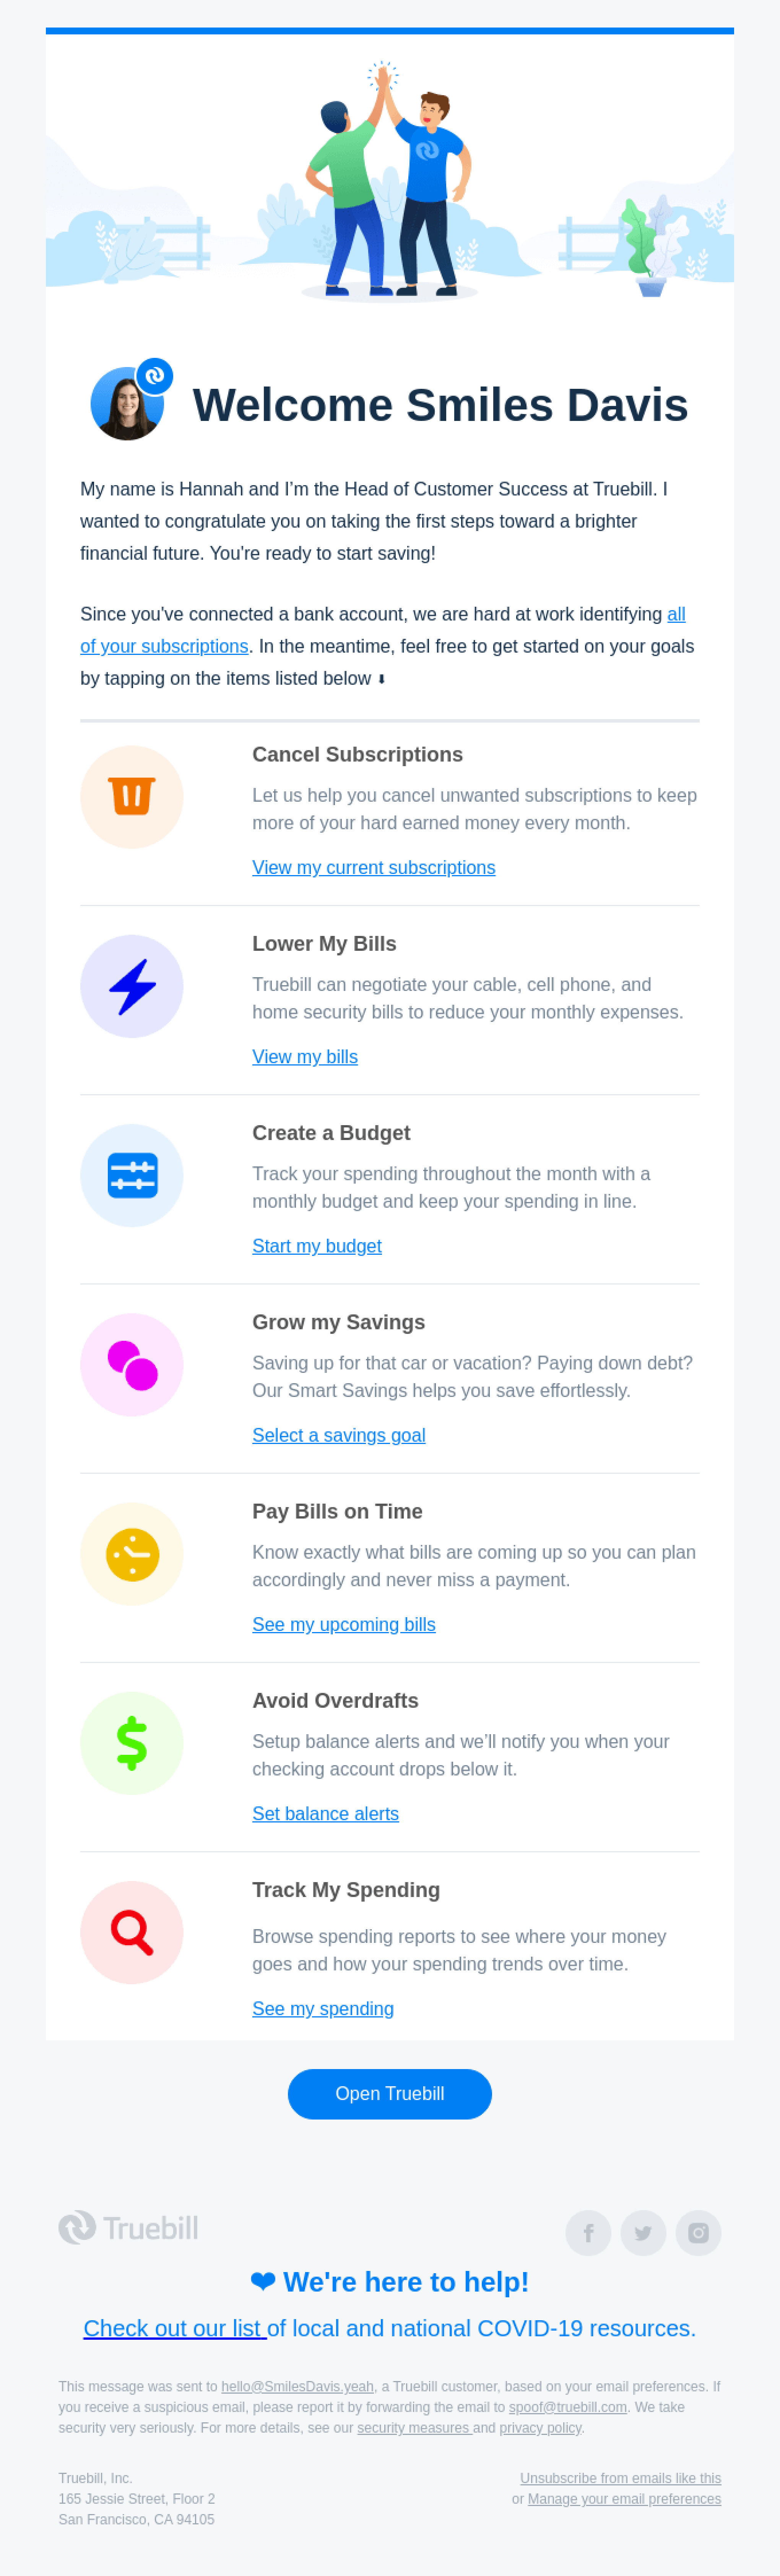 Welcome Smiles Davis
My name is Hannah and I’m the Head of Customer Success at Truebill. I
wanted to congratulate you on taking the first steps toward a brighter
financial future. You're ready to start saving!
Since you've connected a bank account, we are hard at work identifying all
of your subscriptions. In the meantime, feel free to get started on your goals
by tapping on the items listed below ⬇
Cancel Subscriptions
Let us help you cancel unwanted subscriptions to keep
more of your hard earned money every month.
View my current subscriptions
Lower My Bills
Truebill can negotiate your cable, cell phone, and
home security bills to reduce your monthly expenses.
View my bills
Create a Budget
Track your spending throughout the month with a
monthly budget and keep your spending in line.
Start my budget
Grow my Savings
Saving up for that car or vacation? Paying down debt?
Our Smart Savings helps you save effortlessly.
Select a savings goal
Pay Bills on Time
Know exactly what bills are coming up so you can plan
accordingly and never miss a payment.
See my upcoming bills
Avoid Overdrafts
Setup balance alerts and we’ll notify you when your
checking account drops below it.
Set balance alerts
Track My Spending
Browse spending reports to see where your money
goes and how your spending trends over time.
See my spending
Open Truebill
Truebill
❤ We're here to help!
Check out our list of local and national COVID-19 resources.
This message was sent to hello@SmilesDavis.yeah, a Truebill customer, based on your email preferences. If
you receive a suspicious email, please report it by forwarding the email to spoof@truebill.com. We take
security very seriously. For more details, see our security measures and privacy policy.
Truebill, Inc.
165 Jessie Street, Floor 2
San Francisco, CA 94105
Unsubscribe from emails like this
or Manage your email preferences